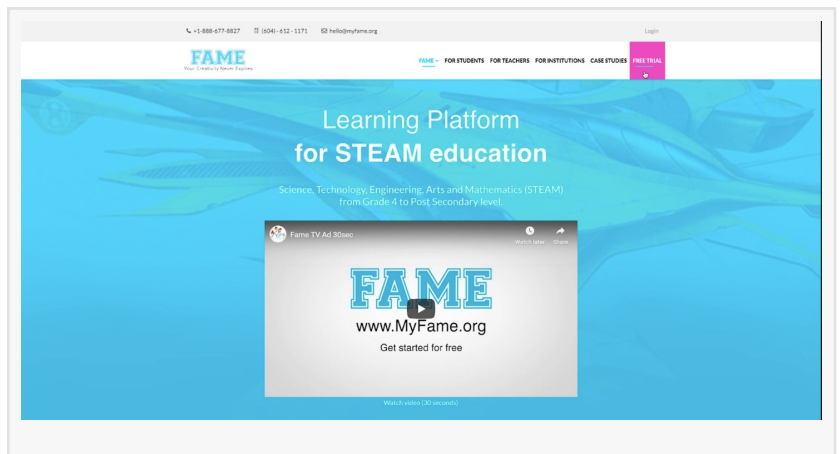 +1-888-677-8827 (604) - 612 - 1171 hello@myfame.org Login
FAME
Your Creativity Never Expires
FAME FOR STUDENTS FOR TEACHERS FOR INSTITUTIONS CASE STUDIES FREE TRIAL
Learning Platform
for STEAM education
Science, Technology, Engineering, Arts and Mathematics (STEAM)
from Grade 4 to Post Secondary level.
Fame TV Ad 30sec
Watch later Share
FAME
www.MyFame.org
Get started for free
Watch video (30 seconds)